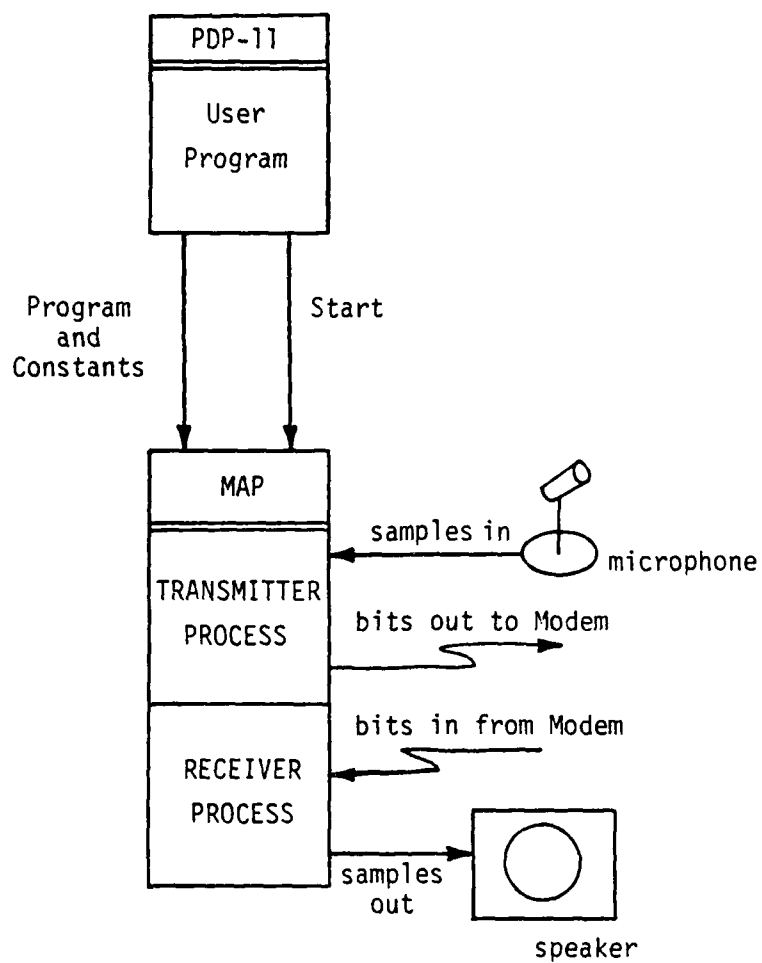 PDP-11
User
Program
Program
and
Constants
Start
MAP
samples in
microphone
TRANSMITTER
PROCESS
bits out to Modem
bits in from Modem
RECEIVER
PROCESS
samples
out
speaker